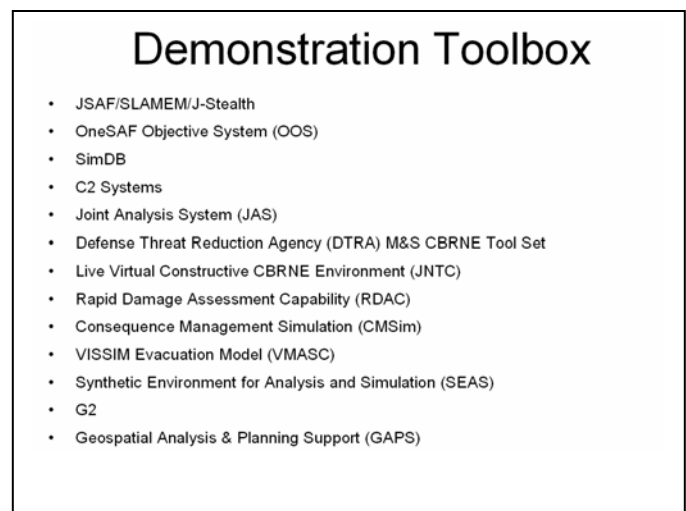 Demonstration Toolbox
• JSAF/SLAMEM/J-Stealth
• OneSAF Objective System (OOS)
• SimDB
• C2 Systems
• Joint Analysis System (JAS)
• Defense Threat Reduction Agency (DTRA) M&S CBRNE Tool Set
• Live Virtual Constructive CBRNE Environment (JNTC)
• Rapid Damage Assessment Capability (RDAC)
• Consequence Management Simulation (CMSim)
• VISSIM Evacuation Model (VMASC)
• Synthetic Environment for Analysis and Simulation (SEAS)
• G2
• Geospatial Analysis & Planning Support (GAPS)